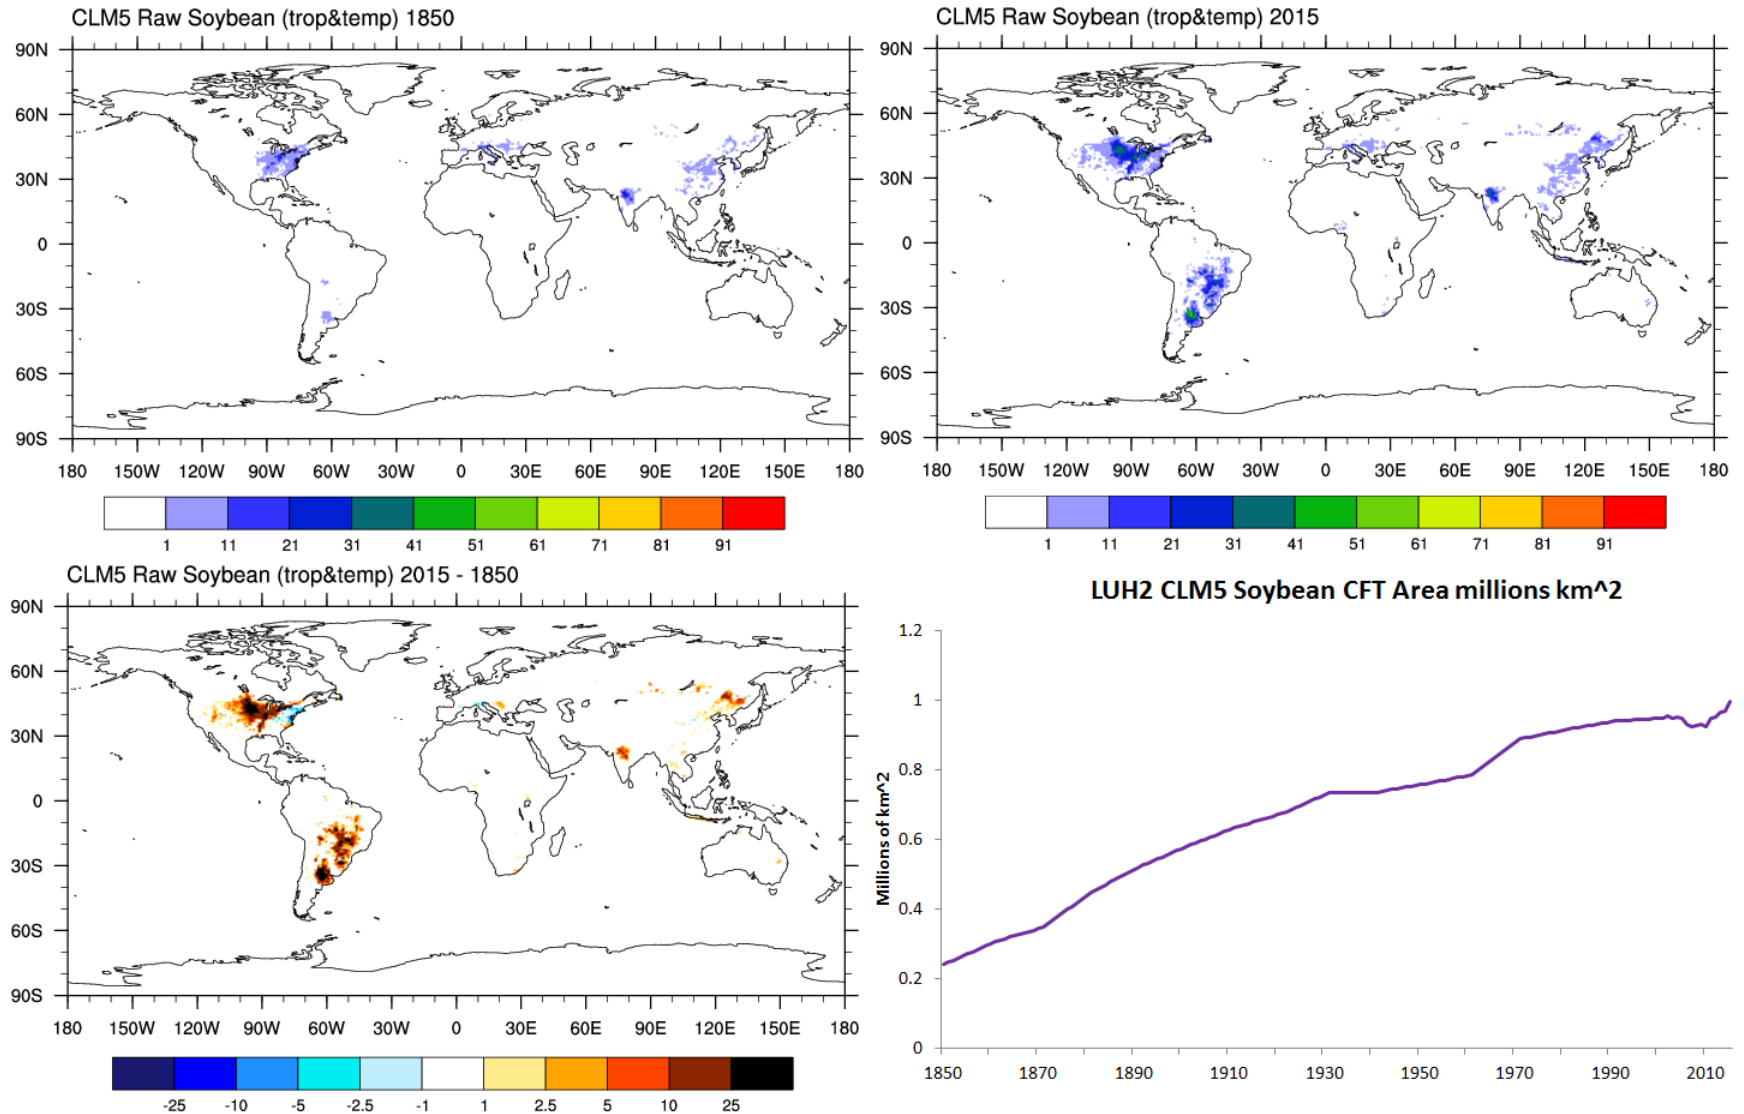 CLM5 Raw Soybean (trop&temp) 1850
90N
60N
30N
0
30S
60S
90S
180 150W 120W 90W 60W 30W 0 30E 60E 90E 120E 150E 180
1 11 21 31 41 51 61 71 81 91
CLM5 Raw Soybean (trop&temp) 2015
90N
60N
30N
0
30S
60S
90S
180 150W 120W 90W 60W 30W 0 30E 60E 90E 120E 150E 180
1 11 21 31 41 51 61 71 81 91
CLM5 Raw Soybean (trop&temp) 2015 - 1850
90N
60N
30N
0
30S
60S
90S
180 150W 120W 90W 60W 30W 0 30E 60E 90E 120E 150E 180
-25 -10 -5 -2.5 -1 1 2.5 5 10 25
LUH2 CLM5 Soybean CFT Area millions km^2
Millions of km^2
1.2
1
0.8
0.6
0.4
0.2
0
1850 1870 1890 1910 1930 1950 1970 1990 2010